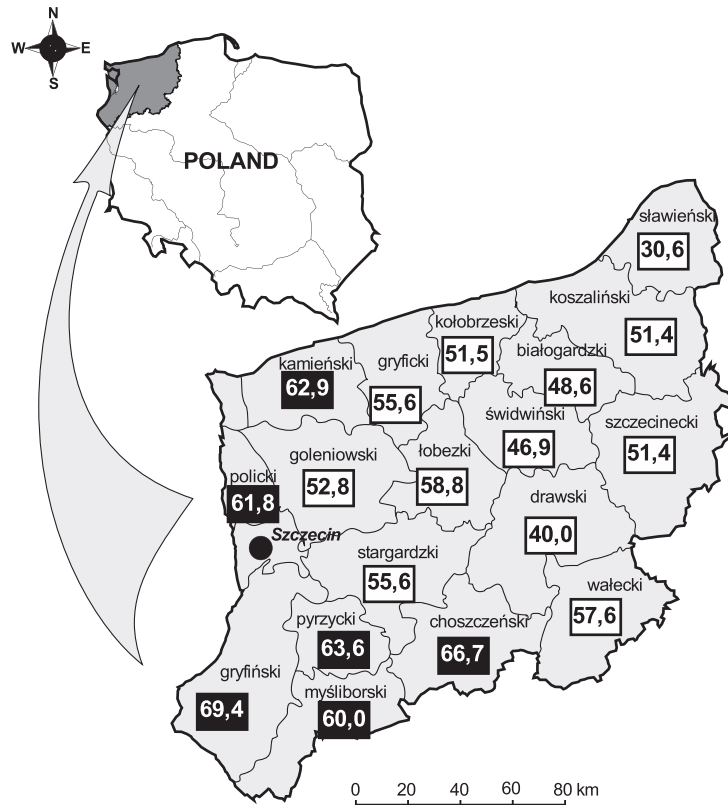 N
W E
S
POLAND
sławieński
30,6
koszaliński
51,4
kołobrzeski
51,5
białogardzki
48,6
kamieński
62,9
gryficki
55,6
świdwiński
46,9
szczecinecki
51,4
łobezki
58,8
goleniowski
52,8
policki
61,8
drawski
40,0
Szczecin
stargardzki
55,6
wałecki
57,6
pyrzycki
63,6
choszczeński
66,7
gryfiński
69,4
myśliborski
60,0
0 20 40 60 80 km